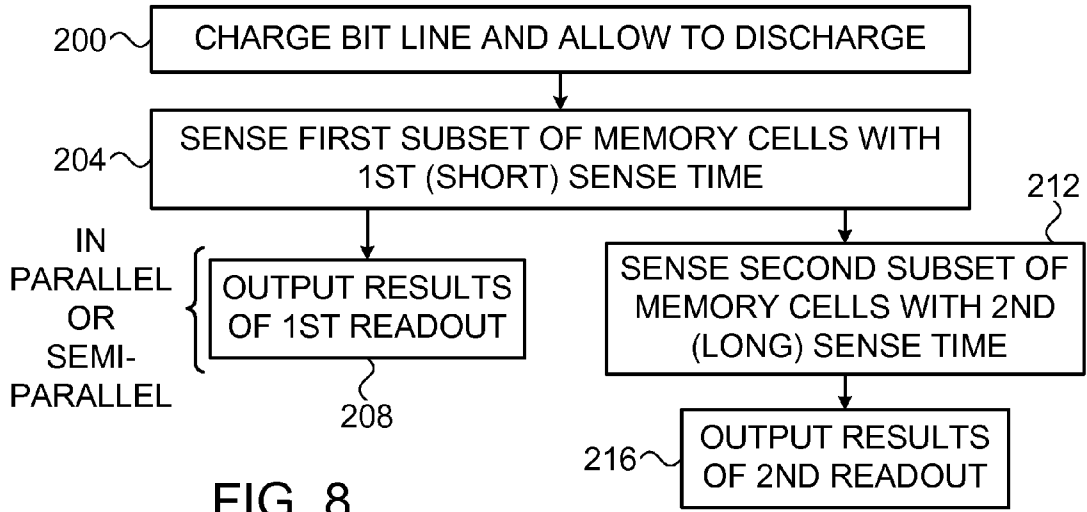 200
CHARGE BIT LINE AND ALLOW TO DISCHARGE
204
SENSE FIRST SUBSET OF MEMORY CELLS WITH
1ST (SHORT) SENSE TIME
IN
PARALLEL
OR
SEMI-
PARALLEL
OUTPUT RESULTS
OF 1ST READOUT
208
212
SENSE SECOND SUBSET OF
MEMORY CELLS WITH 2ND
(LONG) SENSE TIME
216
OUTPUT RESULTS
OF 2ND READOUT
FIG. 8